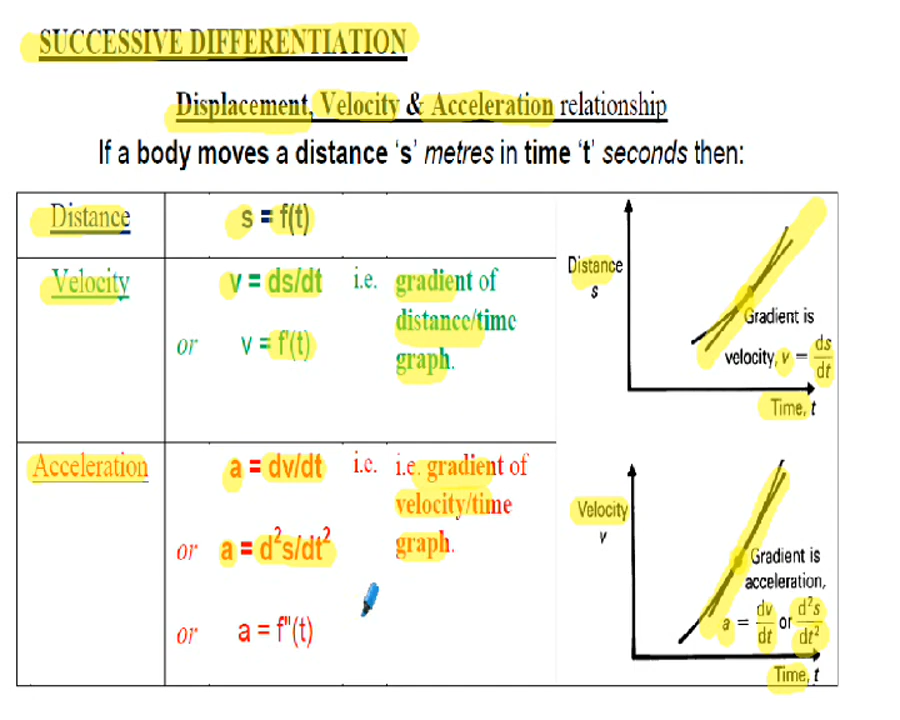 SUCCESSIVE DIFFERENTIATION
Displacement, Velocity & Acceleration relationship
If a body moves a distance ‘s’ metres in time ‘t’ seconds then:
Distance
s = f(t)
Velocity
v = ds/dt i.e. gradient of
distance/time
or v = f'(t)
graph.
Distance
s
Gradient is
velocity, v = ds/dt
Time, t
Acceleration
a = dv/dt i.e. i.e. gradient of
velocity/time
or a = d²s/dt² graph.
or a = f"(t)
Velocity
v
Gradient is
acceleration,
a = dv/dt or d²s/dt²
Time, t